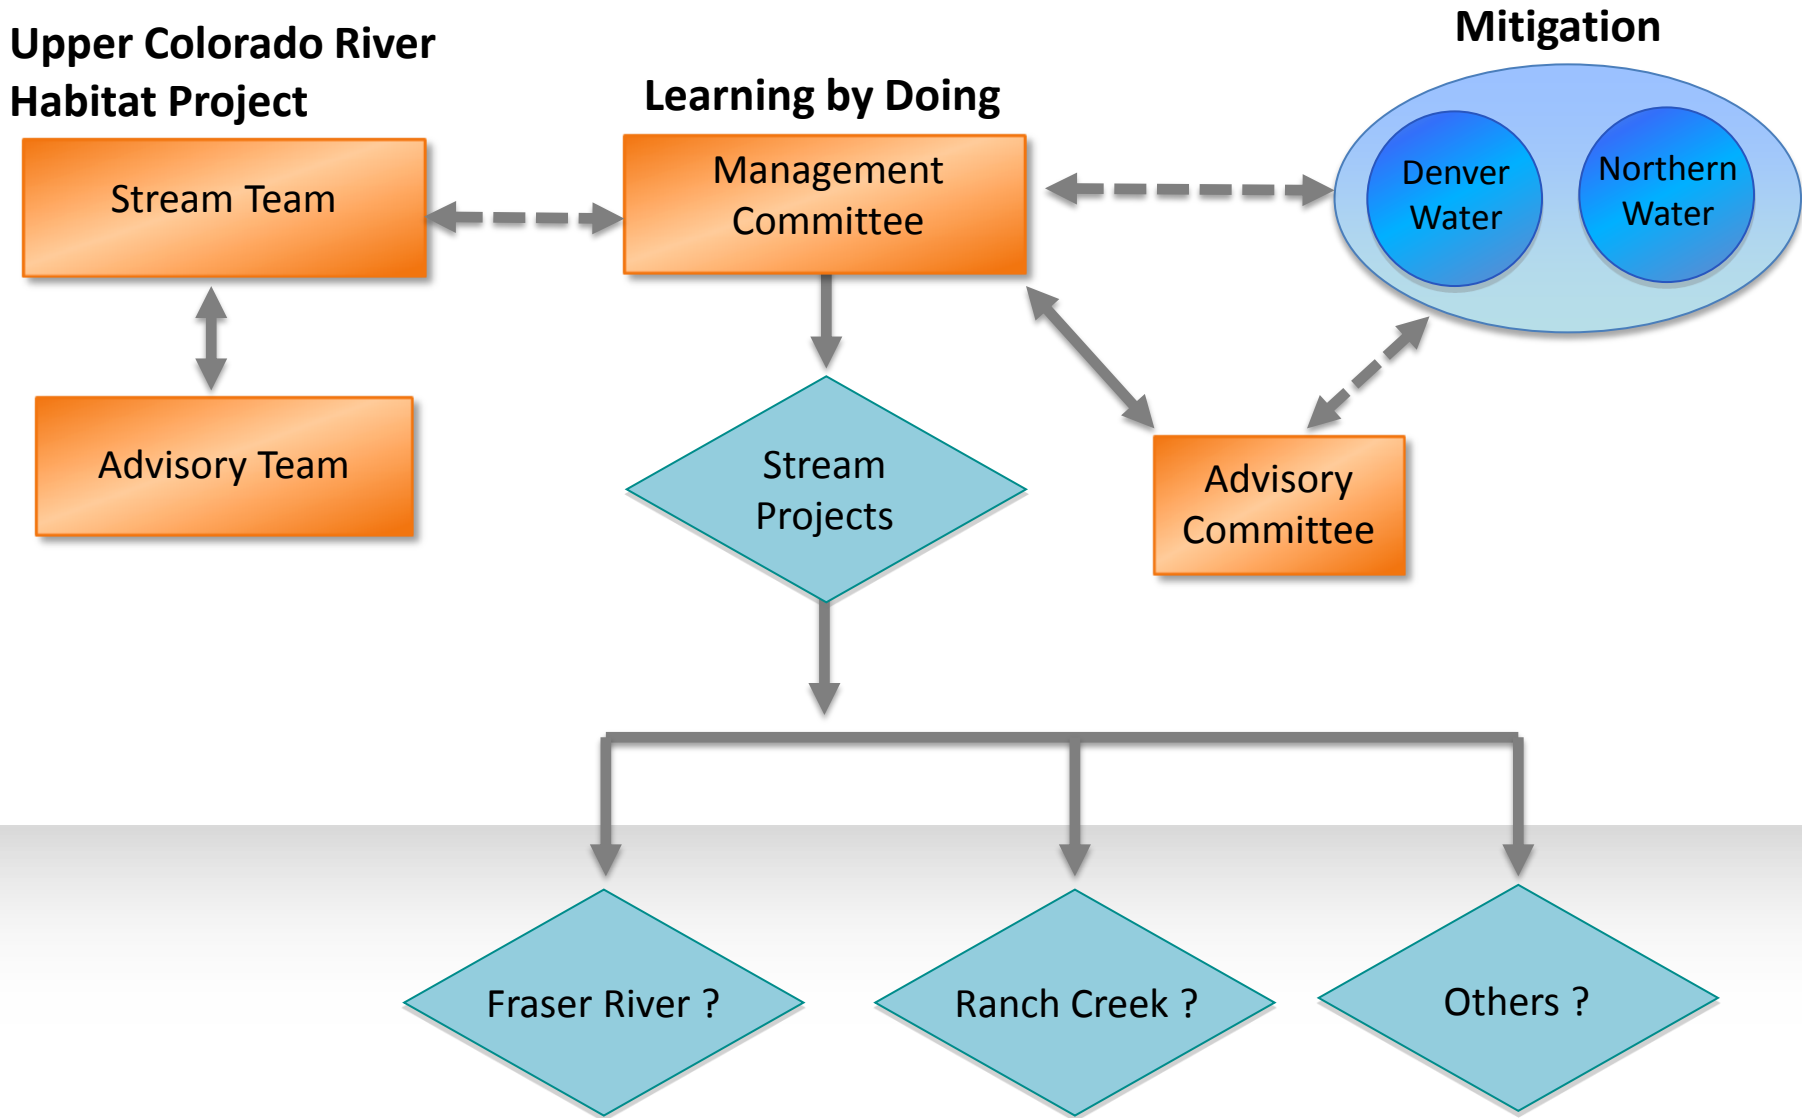 Upper Colorado River
Habitat Project
Learning by Doing
Mitigation
Stream Team
Management
Committee
Denver
Water
Northern
Water
Advisory Team
Stream
Projects
Advisory
Committee
Fraser River ?
Ranch Creek ?
Others ?